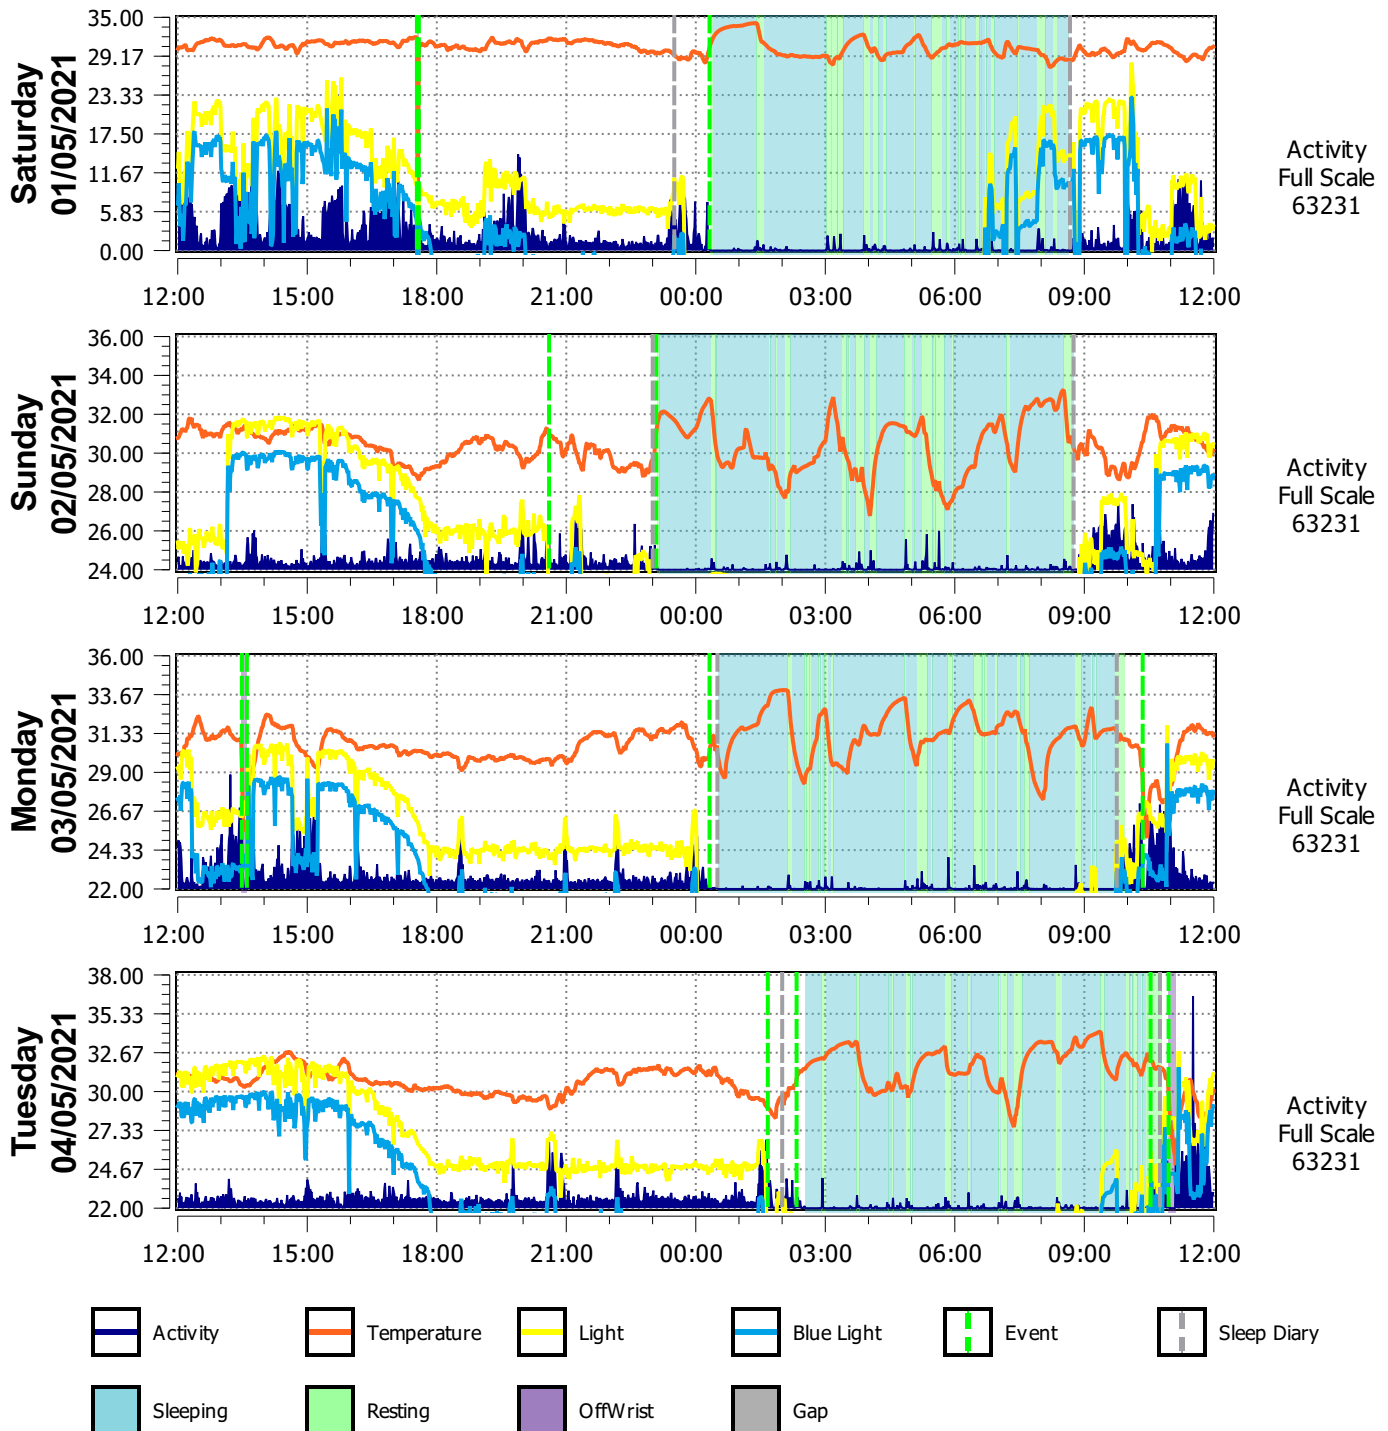 Saturday
01/05/2021
35.00
29.17
23.33
17.50
11.67
5.83
0.00
12:00 15:00 18:00 21:00 00:00 03:00 06:00 09:00 12:00
Activity
Full Scale
63231
Sunday
02/05/2021
36.00
34.00
32.00
30.00
28.00
26.00
24.00
12:00 15:00 18:00 21:00 00:00 03:00 06:00 09:00 12:00
Activity
Full Scale
63231
Monday
03/05/2021
36.00
33.67
31.33
29.00
26.67
24.33
22.00
12:00 15:00 18:00 21:00 00:00 03:00 06:00 09:00 12:00
Activity
Full Scale
63231
Tuesday
04/05/2021
38.00
35.33
32.67
30.00
27.33
24.67
22.00
12:00 15:00 18:00 21:00 00:00 03:00 06:00 09:00 12:00
Activity
Full Scale
63231
Activity Temperature Light Blue Light Event Sleep Diary
Sleeping Resting OffWrist Gap